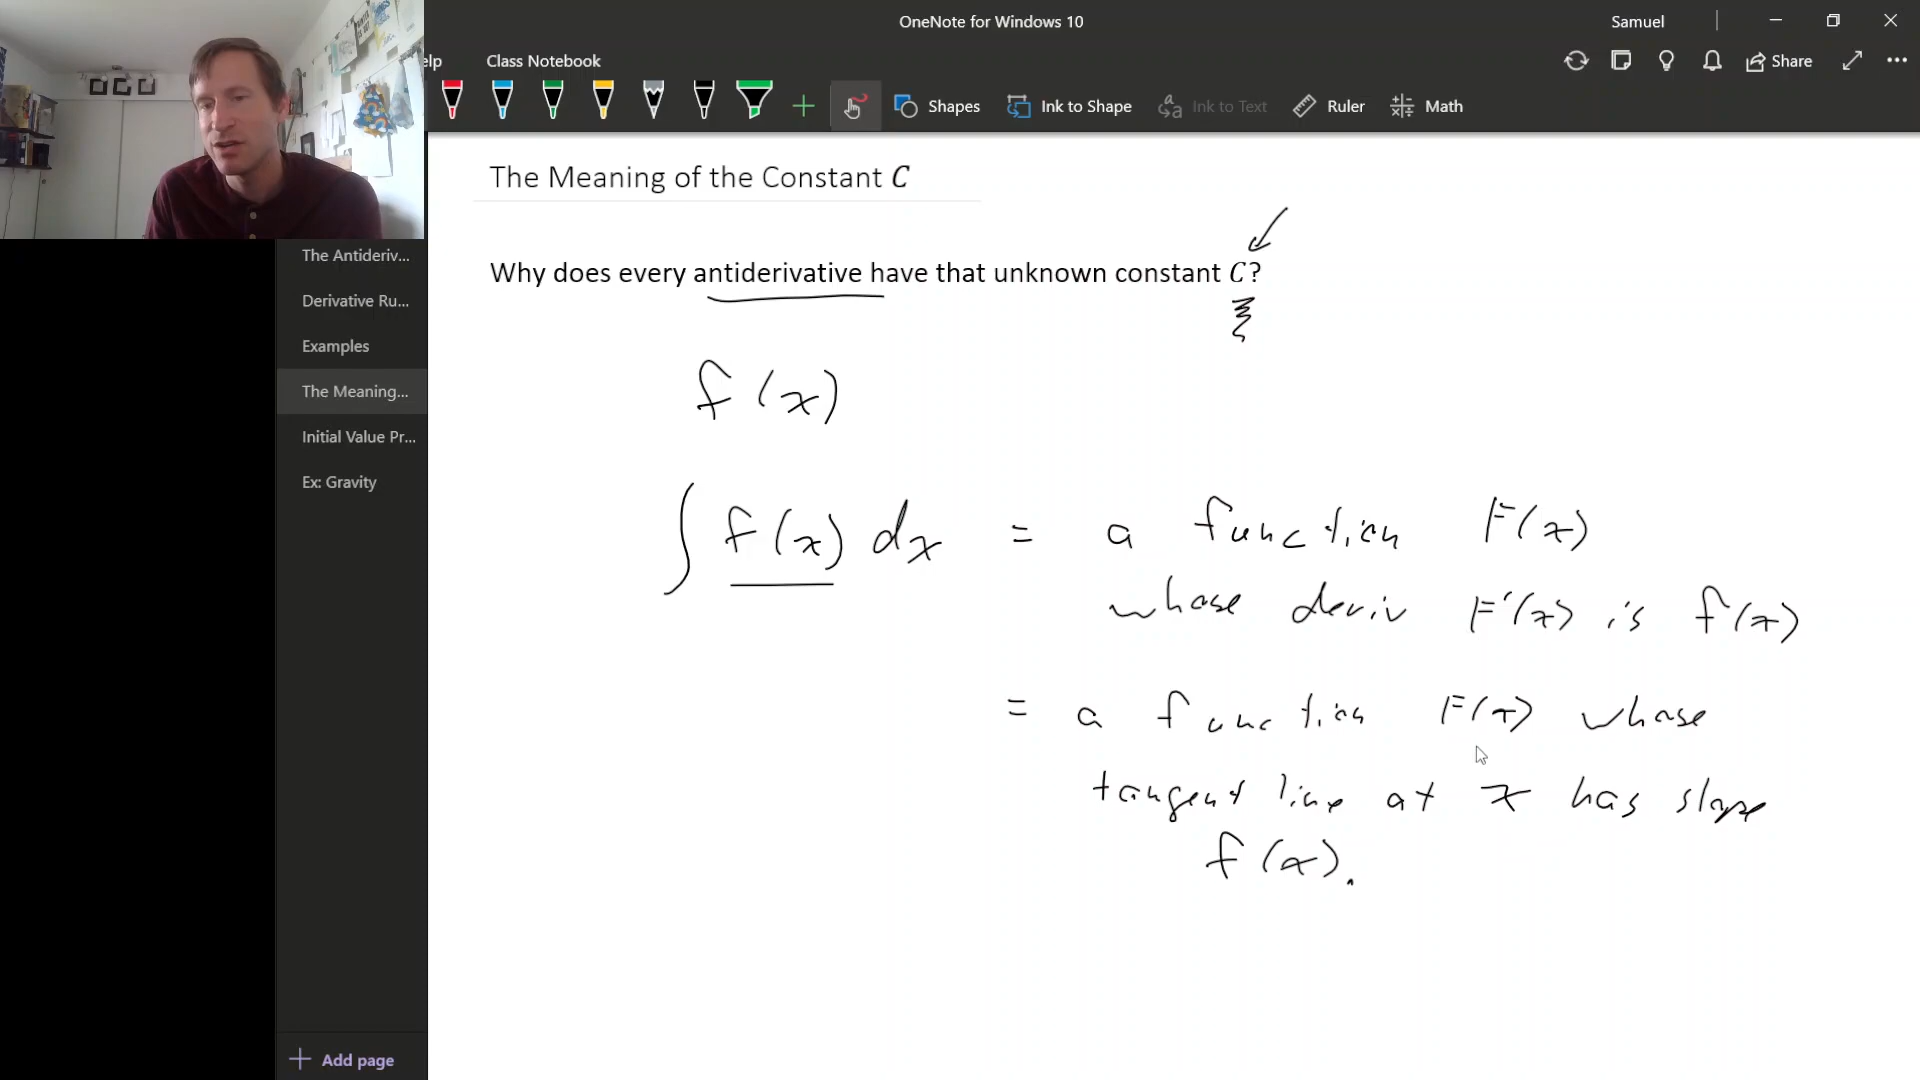 OneNote for Windows 10
Samuel
elp
Class Notebook
Share
Shapes
Ink to Shape
Ink to Text
Ruler
Math
The Antideriv...
Derivative Ru...
Examples
The Meaning...
Initial Value Pr...
Ex: Gravity
Add page
The Meaning of the Constant C
Why does every antiderivative have that unknown constant C?
f(x)
∫ f(x) dx = a function F(x)
whose deriv F'(x) is f(x)
= a function F(x) whose
tangent line at x has slope
f(x).